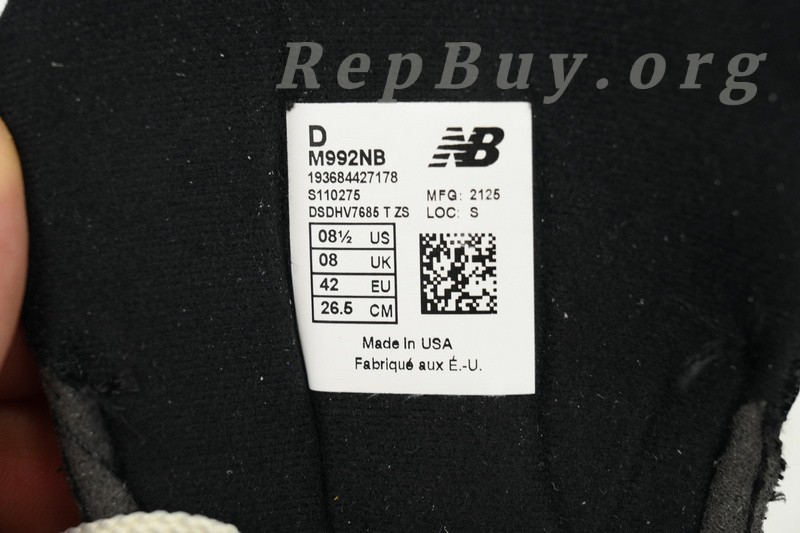 RepBuy.org
D
NB
M992NB
193684427178
S110275 MFG: 2125
DSDHV7685 T ZS LOC: S
08½ US
08 UK
42 EU
26.5 CM
Made In USA
Fabriqué aux É.-U.